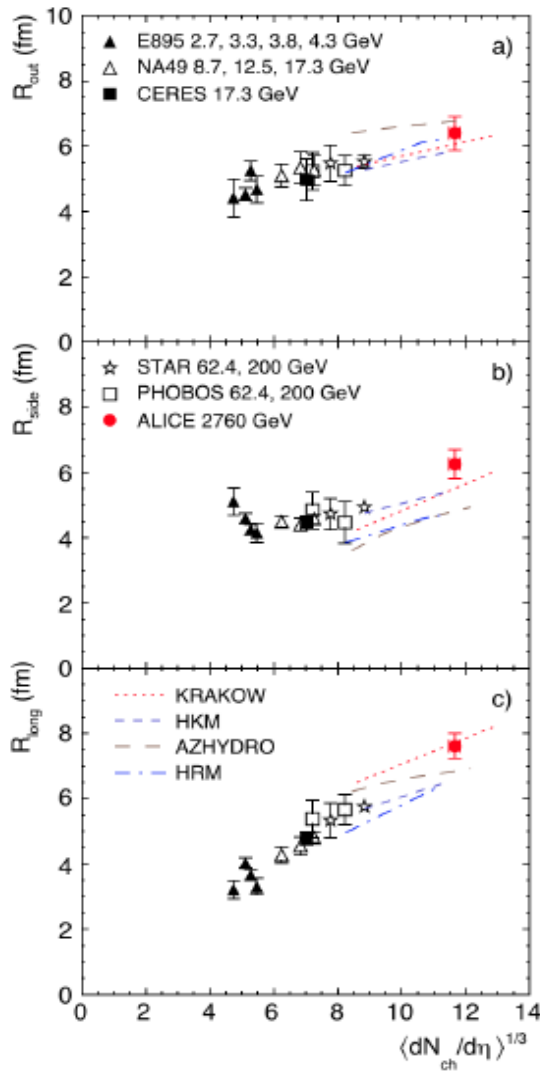 10
R_out (fm)
8
6
4
2
0
E895 2.7, 3.3, 3.8, 4.3 GeV
a)
NA49 8.7, 12.5, 17.3 GeV
CERES 17.3 GeV
R_side (fm)
8
6
4
2
0
STAR 62.4, 200 GeV
b)
PHOBOS 62.4, 200 GeV
ALICE 2760 GeV
R_long (fm)
8
6
4
2
0
KRAKOW
c)
HKM
AZHYDRO
HRM
0 2 4 6 8 10 12 14
⟨dN_ch/dη⟩^1/3